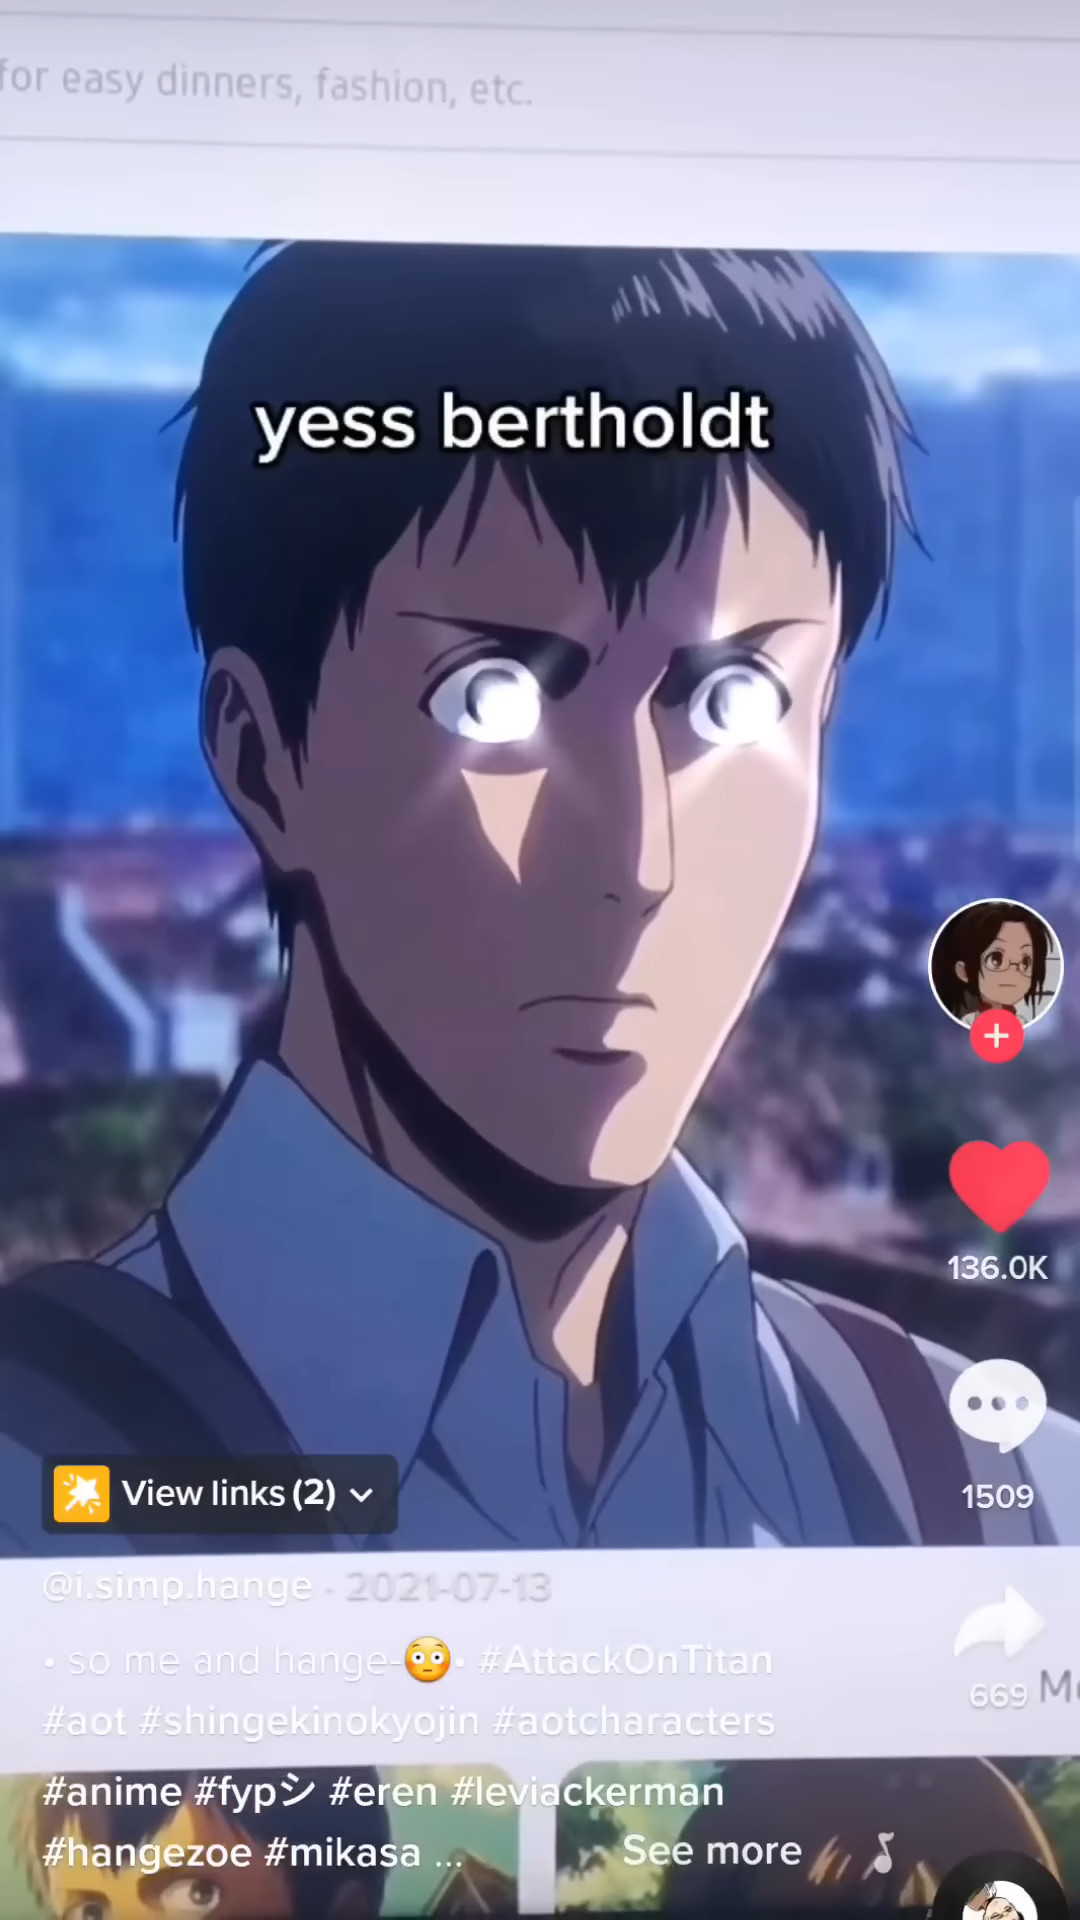 for easy dinners, fashion, etc.
yess bertholdt
136.0K
1509
View links (2)
@i.simp.hange · 2021-07-13
• so me and hange-😳• #AttackOnTitan
669
#aot #shingekinokyojin #aotcharacters
#anime #fypシ #eren #leviackerman
#hangezoe #mikasa ... See more